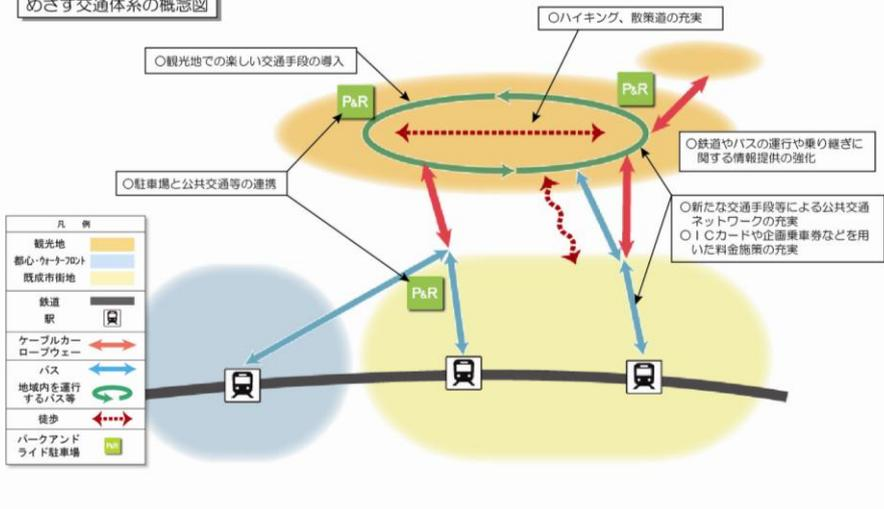 めざす交通体系の概念図
○ハイキング、散策道の充実
○観光地での楽しい交通手段の導入
P&R
P&R
○鉄道やバスの運行や乗り継ぎに
関する情報提供の強化
○駐車場と公共交通等の連携
○新たな交通手段等による公共交通
ネットワークの充実
○ICカードや企画乗車券などを用
いた料金施策の充実
P&R
凡 例
観光地
都心・ウォーターフロント
既成市街地
鉄道
駅
ケーブルカー
ロープウェー
バス
地域内を運行
するバス等
徒歩
パークアンド
ライド駐車場
P&R